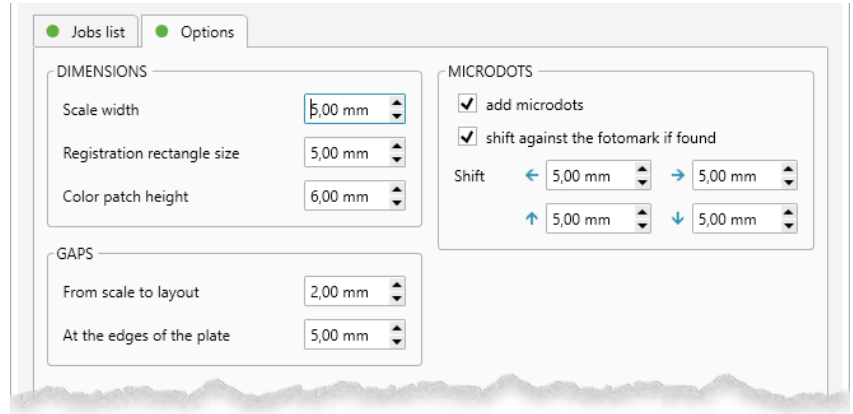 Jobs list
Options
DIMENSIONS
Scale width 5,00 mm
Registration rectangle size 5,00 mm
Color patch height 6,00 mm
GAPS
From scale to layout 2,00 mm
At the edges of the plate 5,00 mm
MICRODOTS
add microdots
shift against the fotomark if found
Shift ← 5,00 mm → 5,00 mm
↑ 5,00 mm ↓ 5,00 mm